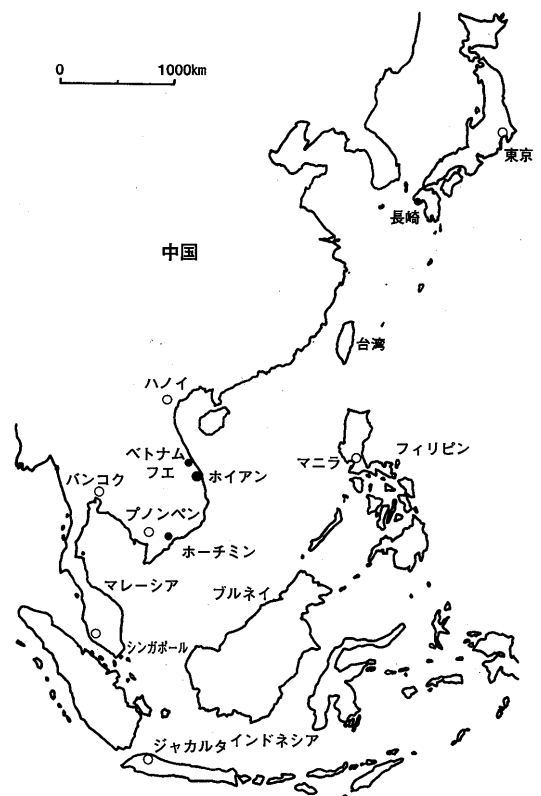 0 1000km
東京
長崎
中国
台湾
ハノイ
ベトナム
フエ
ホイアン
マニラ
フィリピン
バンコク
プノンペン
ホーチミン
マレーシア
ブルネイ
シンガポール
ジャカルタ インドネシア